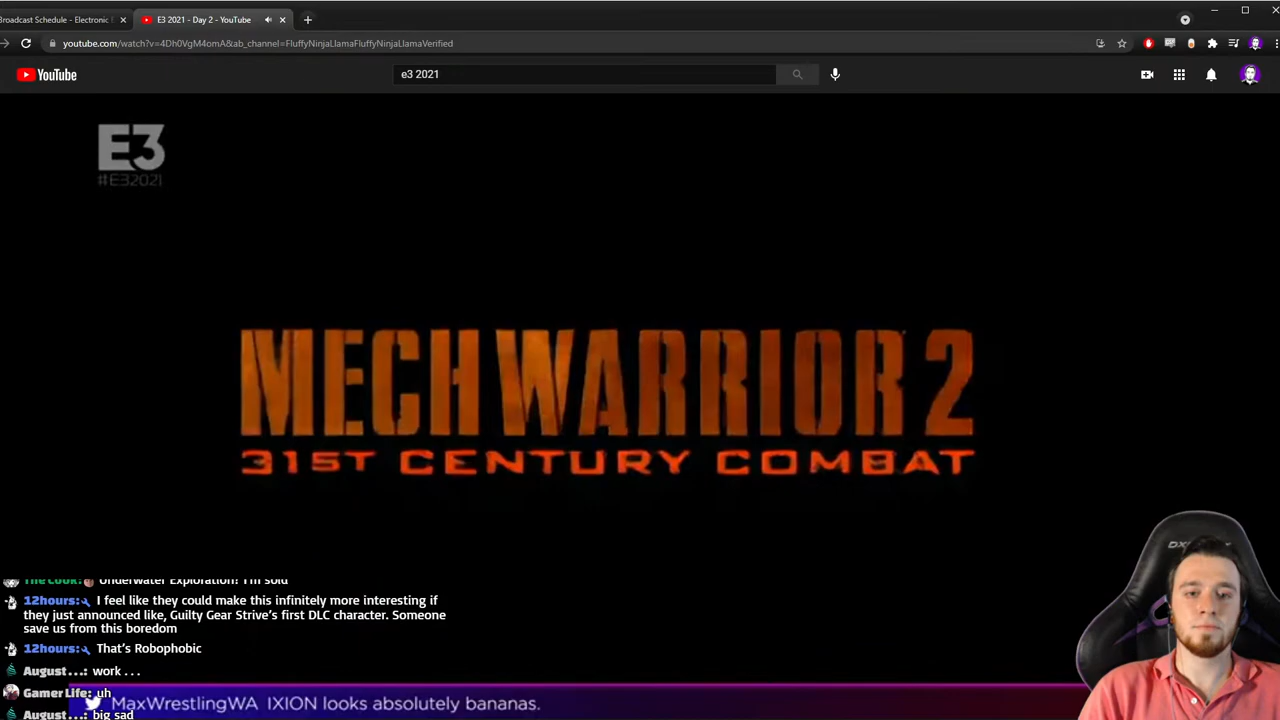 Broadcast Schedule - Electronic E
E3 2021 - Day 2 - YouTube
youtube.com/watch?v=4Dh0VgM4omA&ab_channel=FluffyNinjaLlamaFluffyNinjaLlamaVerified
YouTube
e3 2021
E3
#E32021
MECHWARRIOR 2
31ST CENTURY COMBAT
DX
The Cook: Underwater Exploration! I'm sold
12hours: I feel like they could make this infinitely more interesting if
they just announced like, Guilty Gear Strive's first DLC character. Someone
save us from this boredom
12hours: That's Robophobic
August...: work . . .
Gamer Life: uh
MaxWrestlingWA IXION looks absolutely bananas.
August...: big sad